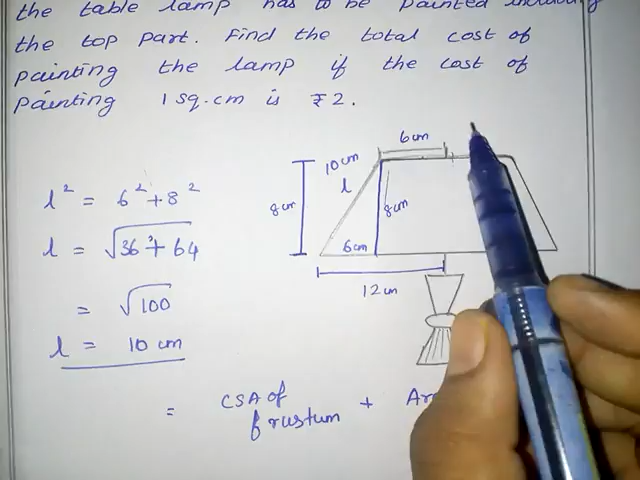 the table lamp has to be painted including
the top part. Find the total cost of
painting the lamp if the cost of
painting 1 sq.cm is ₹2.
6cm
10cm
l
8cm
8cm
6cm
12cm
l² = 6² + 8²
l = √36 + 64
= √100
l = 10 cm
= CSA of frustum + Ar